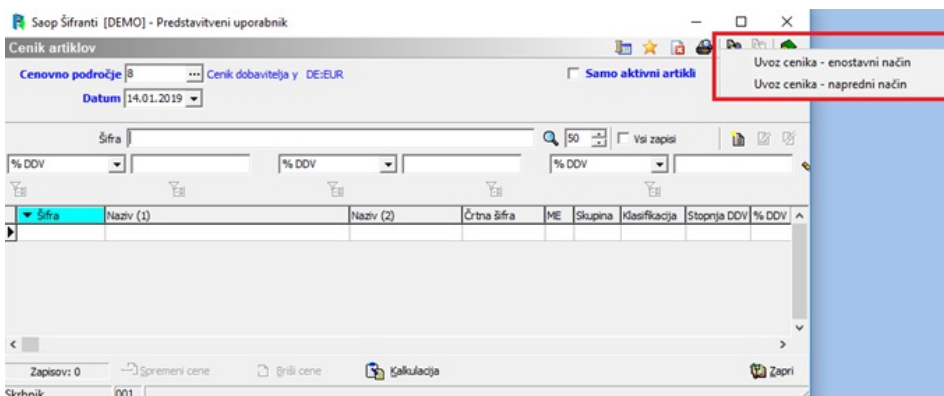 Saop Šifranti [DEMO] - Predstavitveni uporabnik
Cenik artiklov
Uvoz cenika - enostavni način
Uvoz cenika - napredni način
Cenovno področje 8 ... Cenik dobavitelja y DE:EUR
Samo aktivni artikli
Datum 14.01.2019
Šifra 50 Vsi zapisi
% DDV % DDV % DDV
Šifra Naziv (1) Naziv (2) Črtna šifra ME Skupina Klasifikacija Stopnja DDV % DDV
Zapisov: 0 Spremeni cene Briši cene Kalkulacija Zapri
Skrbnik 001